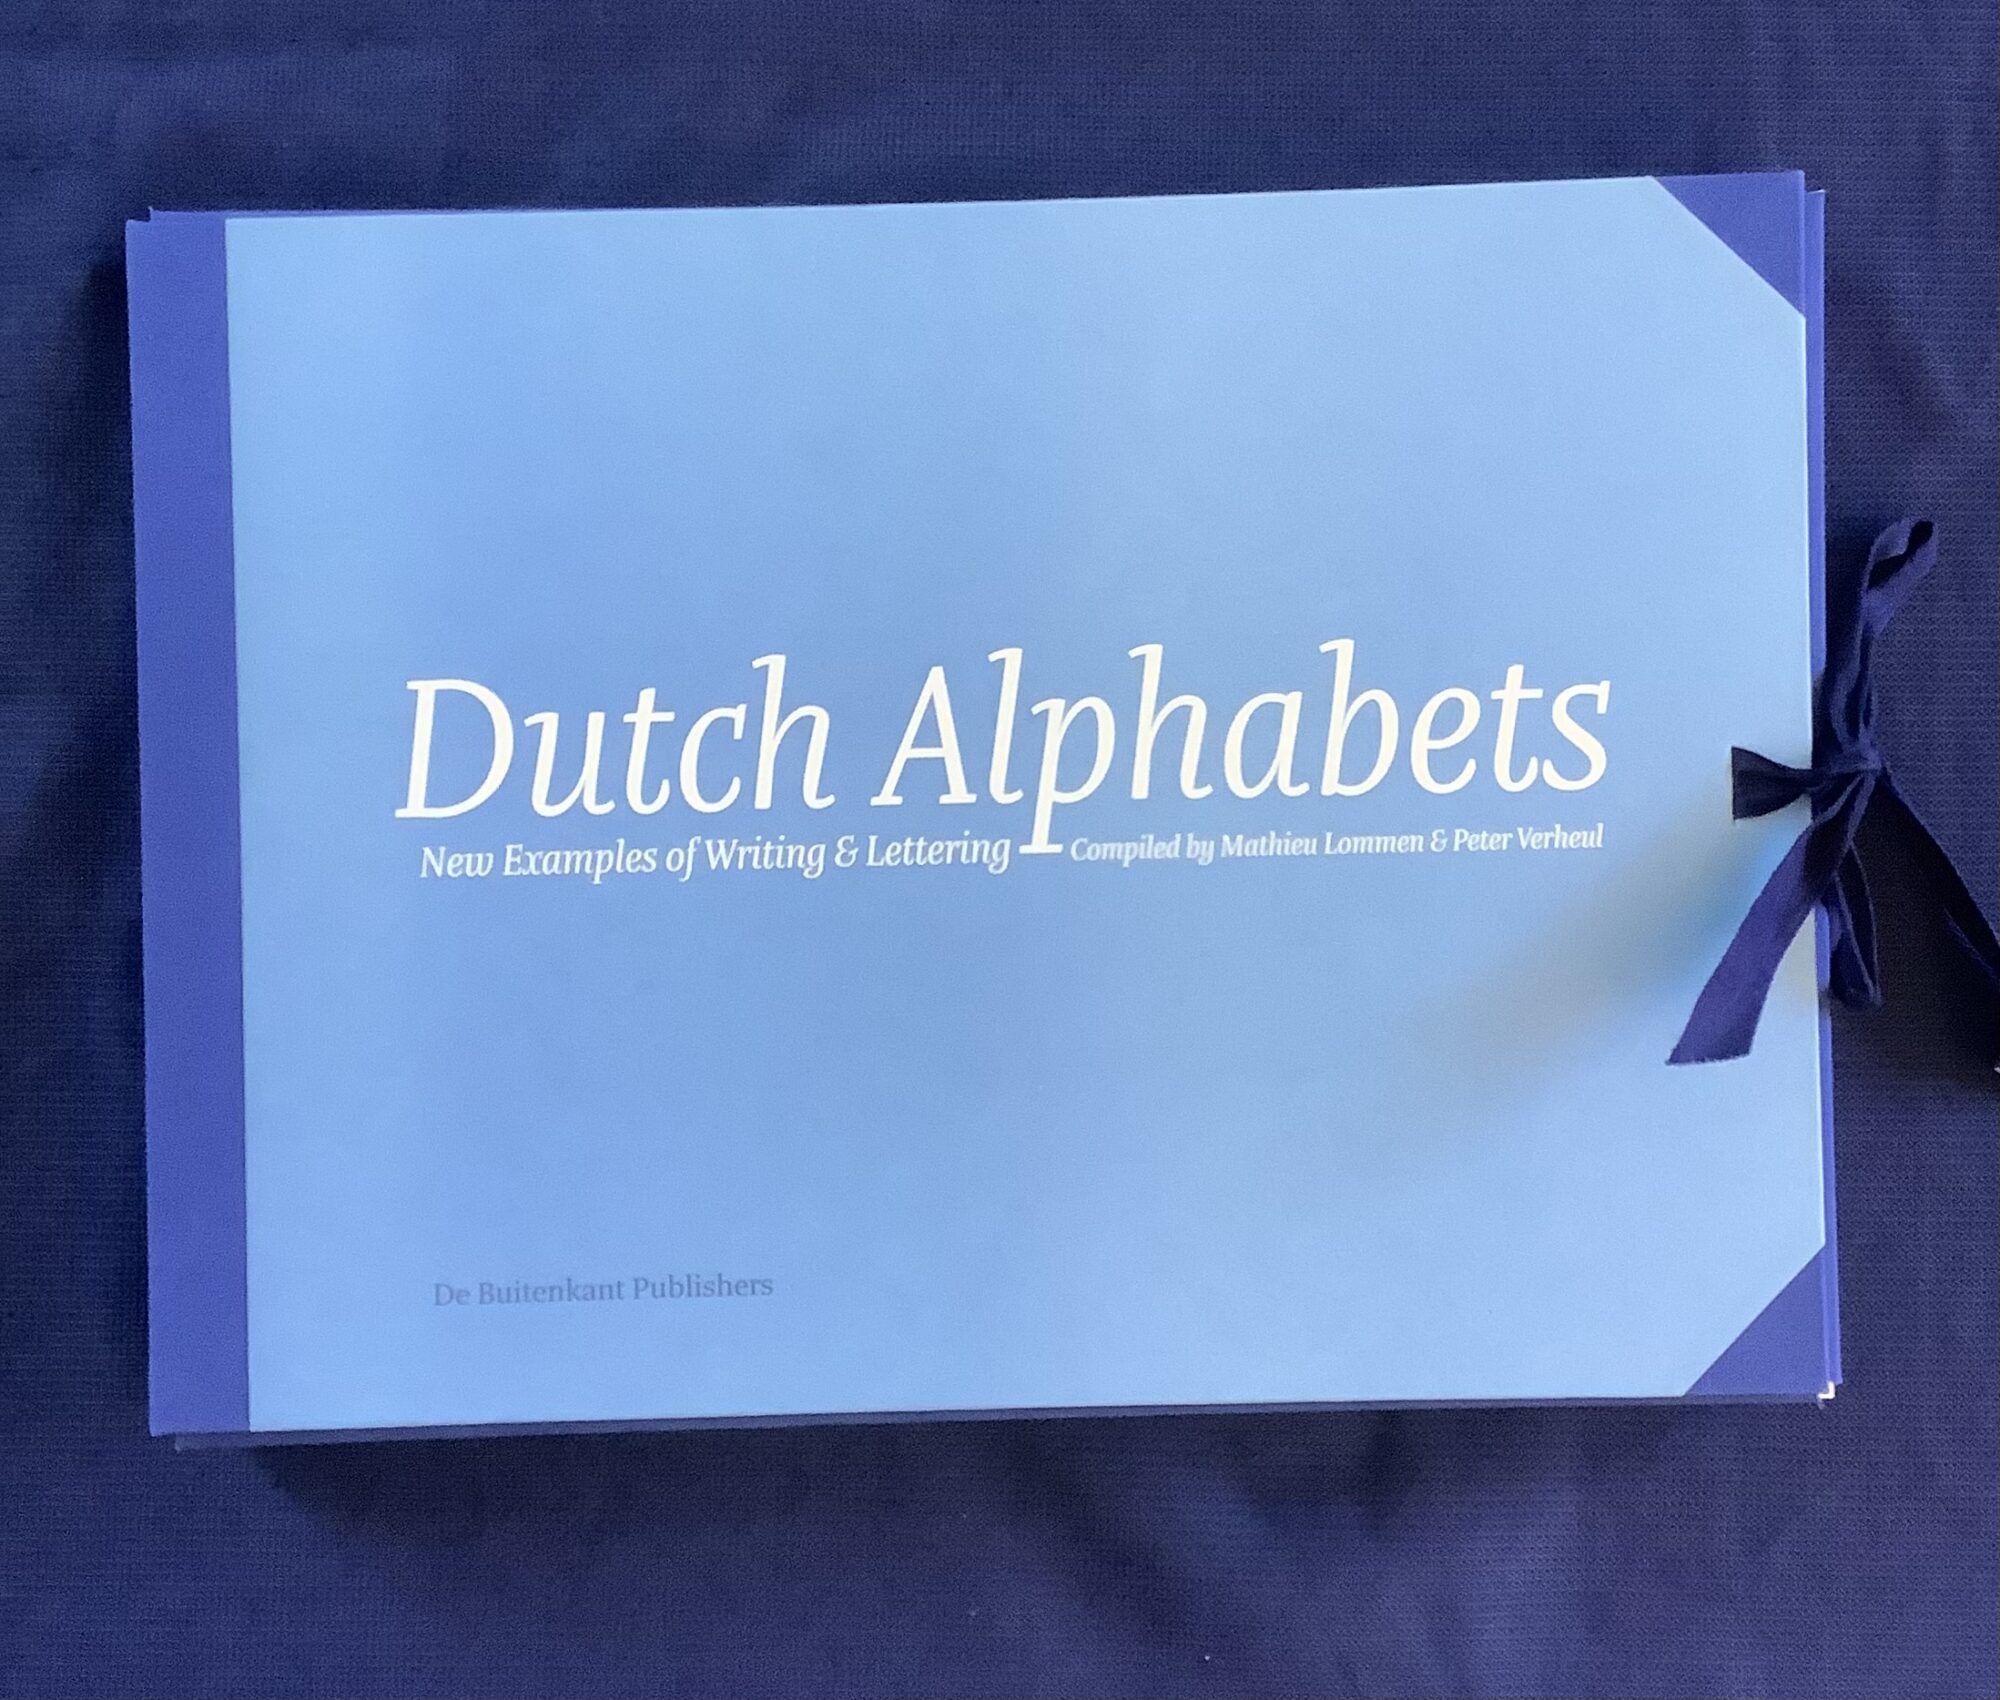 Dutch Alphabets
New Examples of Writing & Lettering Compiled by Mathieu Lommen & Peter Verheul
De Buitenkant Publishers